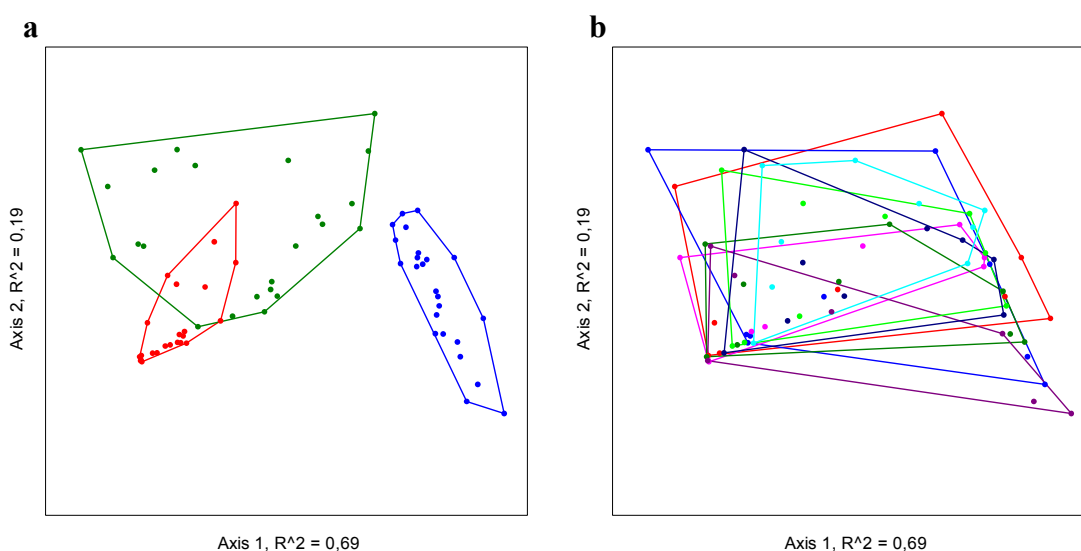 a
Axis 2, R^2 = 0,19
Axis 1, R^2 = 0,69
b
Axis 2, R^2 = 0,19
Axis 1, R^2 = 0,69